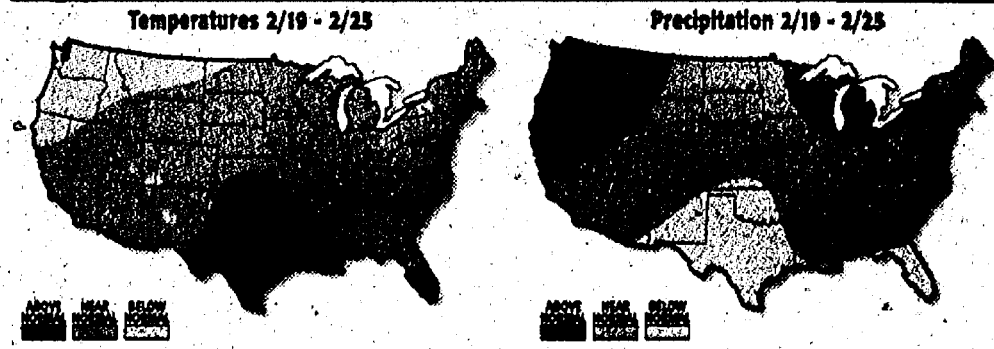 Temperatures 2/19 - 2/25
Precipitation 2/19 - 2/25
ABOVE NEAR BELOW
NORMAL NORMAL NORMAL
ABOVE NEAR BELOW
NORMAL NORMAL NORMAL